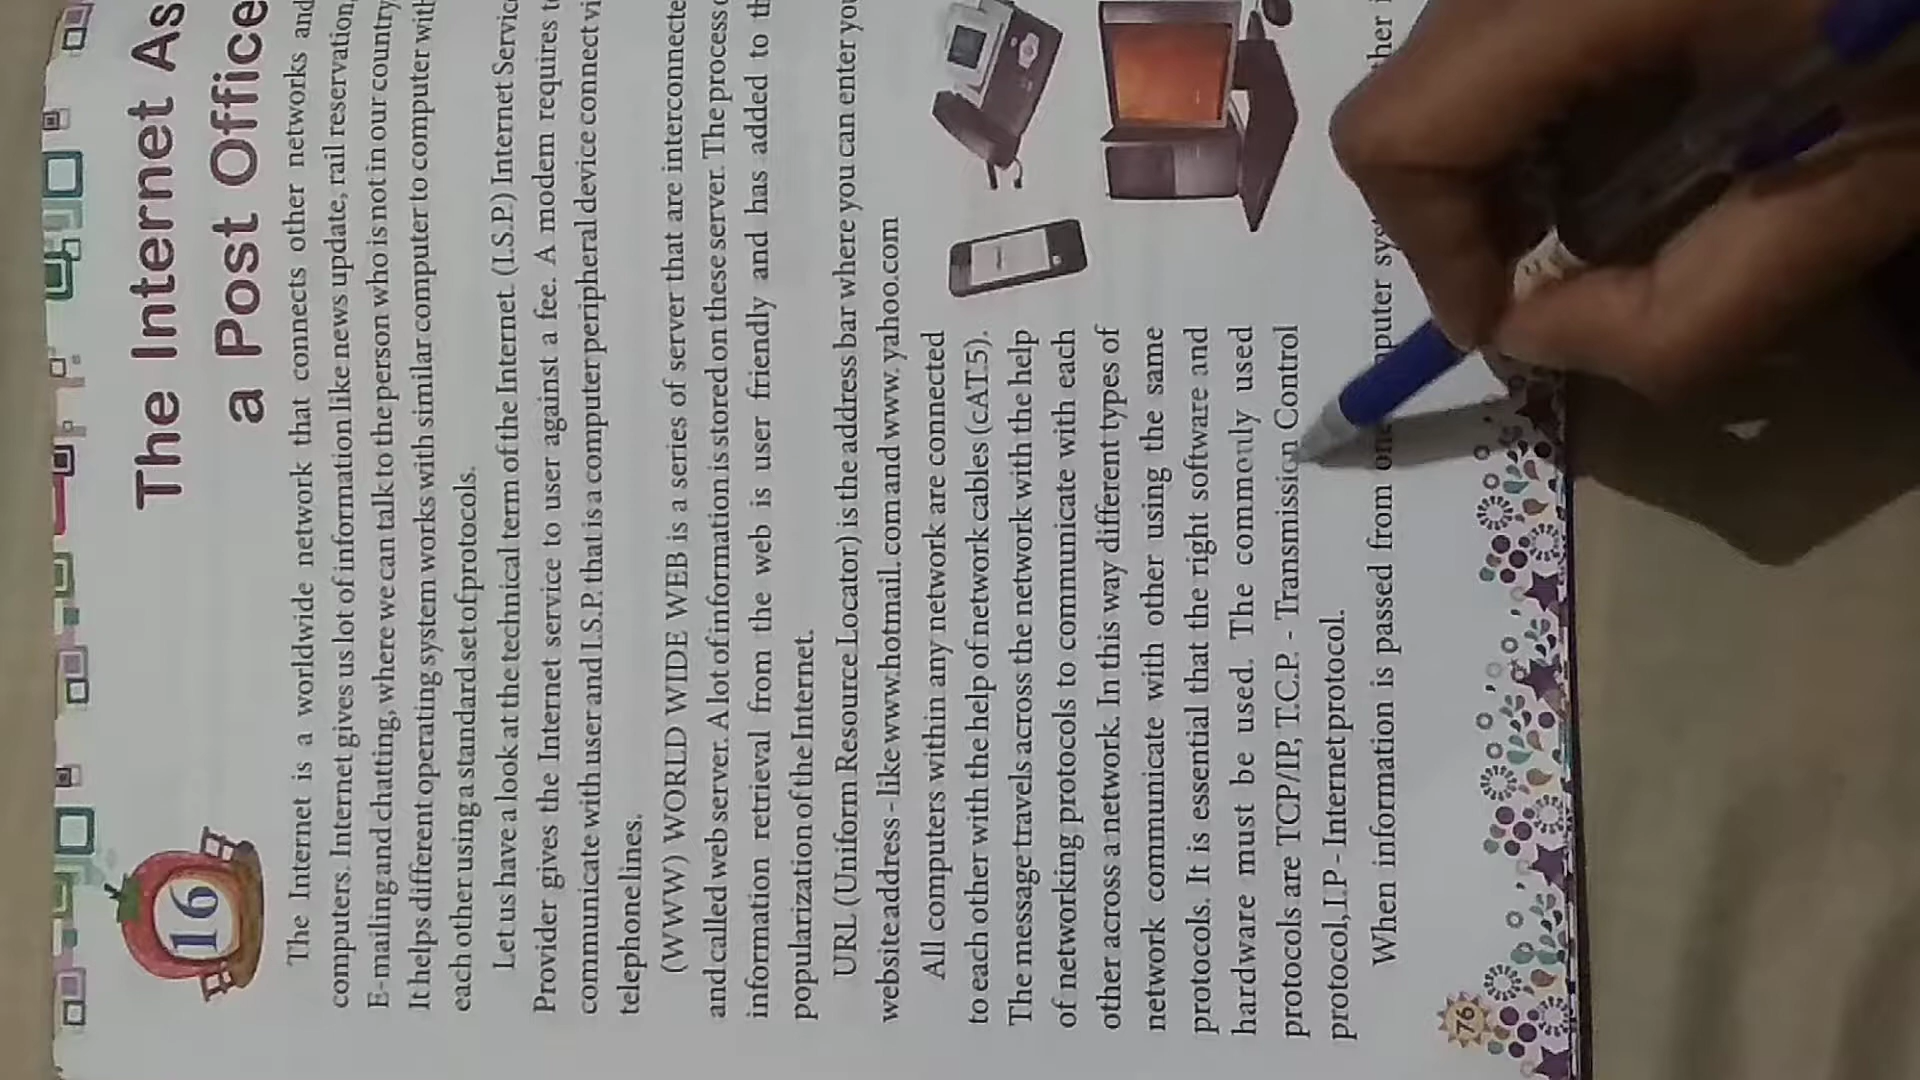 16
The Internet As
a Post Office
The Internet is a worldwide network that connects other networks and
computers. Internet gives us lot of information like news update, rail reservation,
E-mailing and chatting, where we can talk to the person who is not in our country.
It helps different operating system works with similar computer to computer with
each other using a standard set of protocols.
Let us have a look at the technical term of the Internet. (I.S.P.) Internet
Provider gives the Internet service to user against a fee. A modem requires
communicate with user and I.S.P. that is a computer peripheral device connect
telephone lines.
(WWW) WORLD WIDE WEB is a series of server that are
and called web server. A lot of information is stored on these server. The process
information retrieval from the web is user friendly and has added to
popularization of the Internet.
URL (Uniform Resource Locator) is the address bar where you can enter
website address - like www.hotmail.com and www.yahoo.com
All computers within any network are connected
to each other with the help of network cables (cAT5).
The message travels across the network with the help
of networking protocols to communicate with each
other across a network. In this way different types of
network communicate with other using the same
protocols. It is essential that the right software and
hardware must be used. The commonly used
protocols are TCP/IP, T.C.P. - Transmission Control
protocol, I.P - Internet protocol.
When information is passed from
76